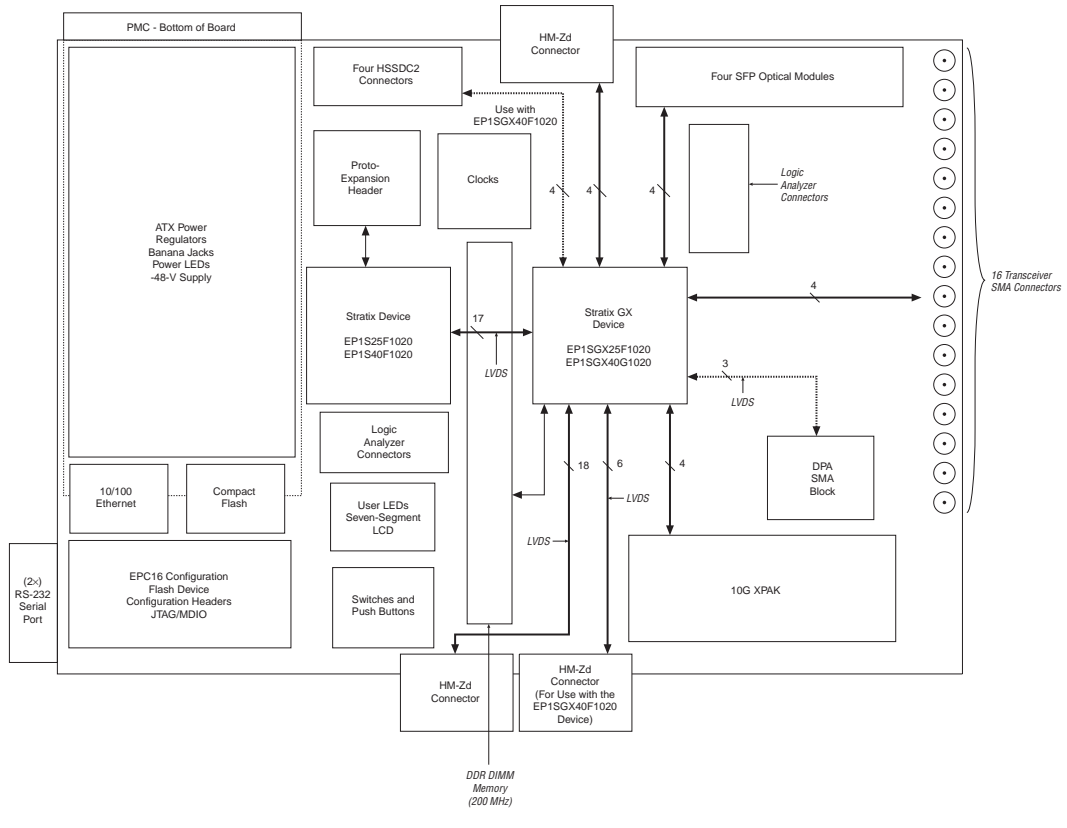 PMC - Bottom of Board
HM-Zd
Connector
Four HSSDC2
Connectors
Four SFP Optical Modules
Use with
EP1SGX40F1020
Proto-
Expansion
Header
Clocks
Logic
Analyzer
Connectors
4
4
4
ATX Power
Regulators
Banana Jacks
Power LEDs
-48-V Supply
16 Transceiver
SMA Connectors
4
Stratix Device
EP1S25F1020
EP1S40F1020
17
LVDS
Stratix GX
Device
EP1SGX25F1020
EP1SGX40G1020
3
LVDS
Logic
Analyzer
Connectors
18
6
4
DPA
SMA
Block
10/100
Ethernet
Compact
Flash
User LEDs
Seven-Segment
LCD
LVDS
LVDS
(2×)
RS-232
Serial
Port
EPC16 Configuration
Flash Device
Configuration Headers
JTAG/MDIO
Switches and
Push Buttons
10G XPAK
HM-Zd
Connector
HM-Zd
Connector
(For Use with the
EP1SGX40F1020
Device)
DDR DIMM
Memory
(200 MHz)